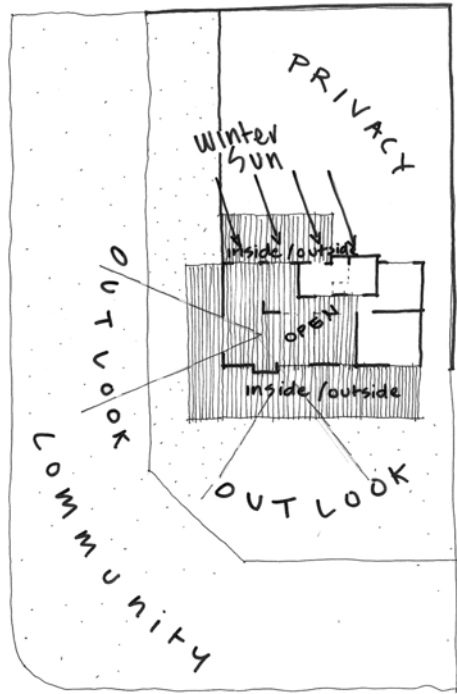 PRIVACY
winter
sun
inside/outside
OUTLOOK
OPEN
inside/outside
OUTLOOK
community